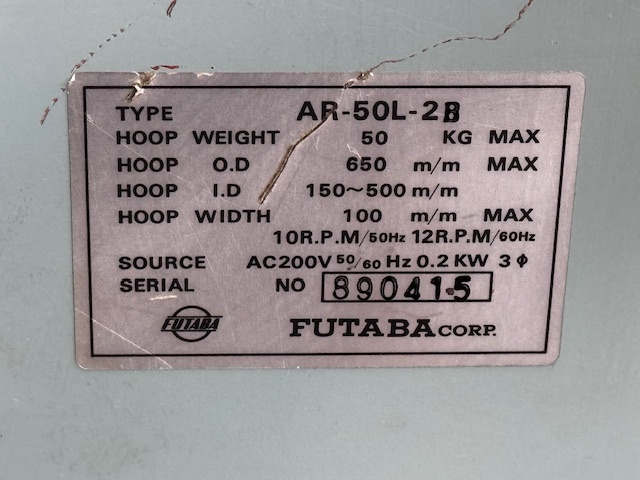 TYPE AR-50L-2B
HOOP WEIGHT 50 KG MAX
HOOP O.D 650 m/m MAX
HOOP I.D 150~500 m/m
HOOP WIDTH 100 m/m MAX
10R.P.M/50Hz 12R.P.M/60Hz
SOURCE AC200V 50/60 Hz 0.2 KW 3 φ
SERIAL NO 890415
FUTABA FUTABA CORP.